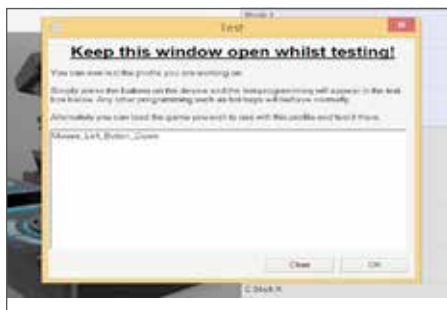 Test
Keep this window open whilst testing!
You can now test the profile you are working on.
Simply press the buttons on the device and the programming will appear in the text
box below. Any other programming such as hot keys will behave normally.
Alternatively you can load the game you wish to use with this profile and test it there.
Mouse_Left_Button_Down
Clear
OK